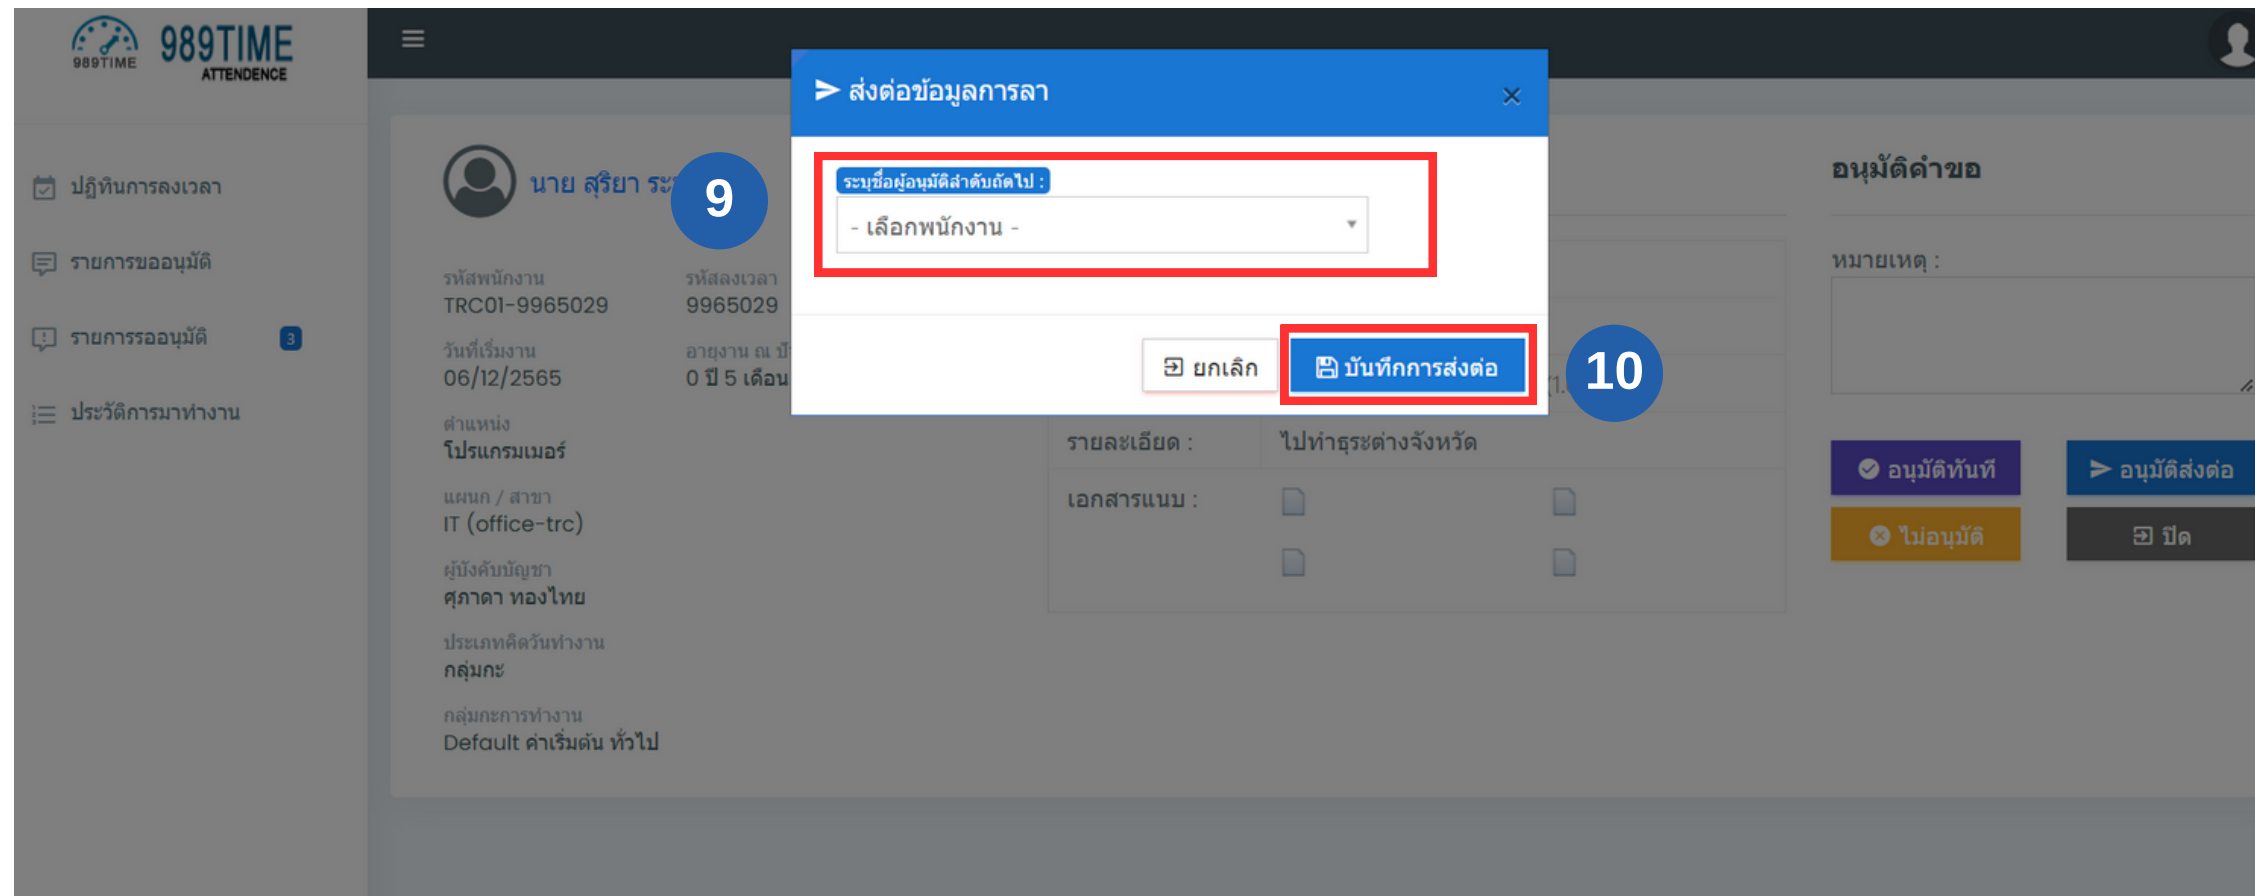 989TIME
989TIME
ATTENDENCE
ปฏิทินการลงเวลา
รายการขออนุมัติ
รายการรออนุมัติ
3
ประวัติการมาทำงาน
นาย สุริยา
9
รหัสพนักงาน
TRC01-9965029
รหัสลงเวลา
9965029
วันที่เริ่มงาน
06/12/2565
อายุงาน ณ
0 ปี 5 เดือน
ตำแหน่ง
โปรแกรมเมอร์
แผนก / สาขา
IT (office-trc)
ผู้บังคับบัญชา
ศุภาดา ทองไทย
ประเภทคิดวันทำงาน
กลุ่มกะ
กลุ่มกะการทำงาน
Default ค่าเริ่มต้น ทั่วไป
ส่งต่อข้อมูลการลา
×
ระบุชื่อผู้อนุมัติลำดับถัดไป :
- เลือกพนักงาน -
ยกเลิก
บันทึกการส่งต่อ
10
รายละเอียด :
ไปทำธุระต่างจังหวัด
เอกสารแนบ :
อนุมัติคำขอ
หมายเหตุ :
อนุมัติทันที
อนุมัติส่งต่อ
ไม่อนุมัติ
ปิด